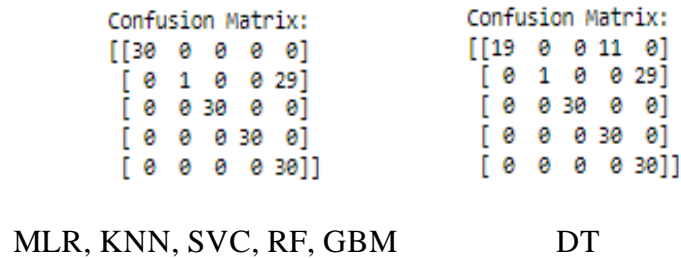 Confusion Matrix:
[[30 0 0 0 0]
[ 0 1 0 0 29]
[ 0 0 30 0 0]
[ 0 0 0 30 0]
[ 0 0 0 0 30]]
MLR, KNN, SVC, RF, GBM
Confusion Matrix:
[[19 0 0 11 0]
[ 0 1 0 0 29]
[ 0 0 30 0 0]
[ 0 0 0 30 0]
[ 0 0 0 0 30]]
DT